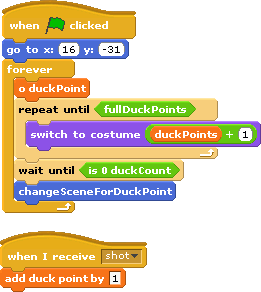 when clicked
go to x: 16 y: -31
forever
o duckPoint
repeat until fullDuckPoints
switch to costume duckPoints + 1
wait until is 0 duckCount
changeSceneForDuckPoint
when I receive shot
add duck point by 1